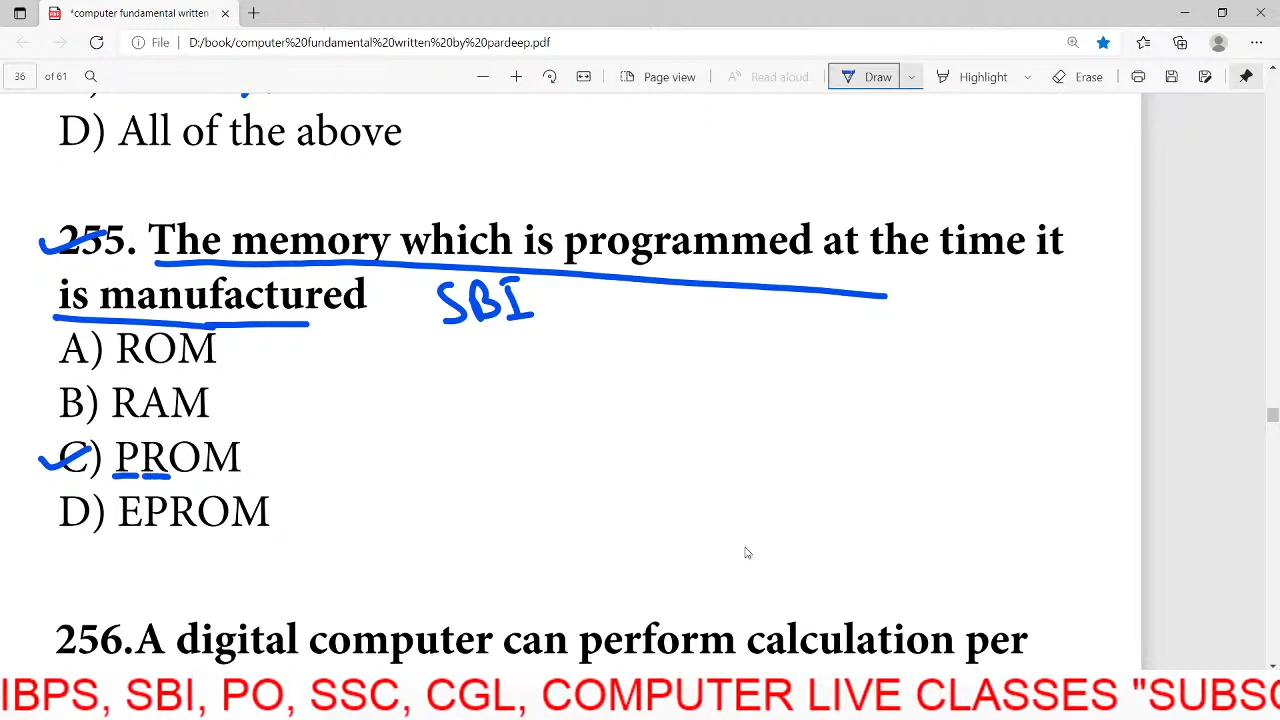 *computer fundamental written
File D:/book/computer%20fundamental%20written%20by%20pardeep.pdf
36 of 61 Page view Read aloud Draw Highlight Erase
D) All of the above
255. The memory which is programmed at the time it
is manufactured SBI
A) ROM
B) RAM
C) PROM
D) EPROM
256.A digital computer can perform calculation per
IBPS, SBI, PO, SSC, CGL, COMPUTER LIVE CLASSES "SUBSC